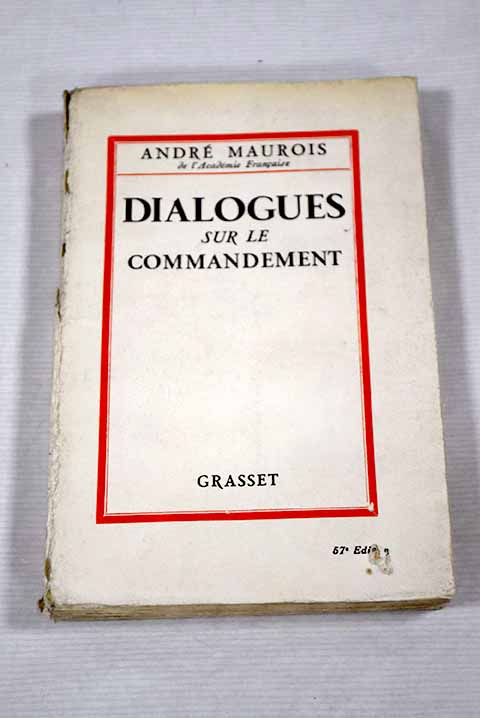 ANDRÉ MAUROIS
de l'Académie Française
DIALOGUES
SUR LE
COMMANDEMENT
GRASSET
57e